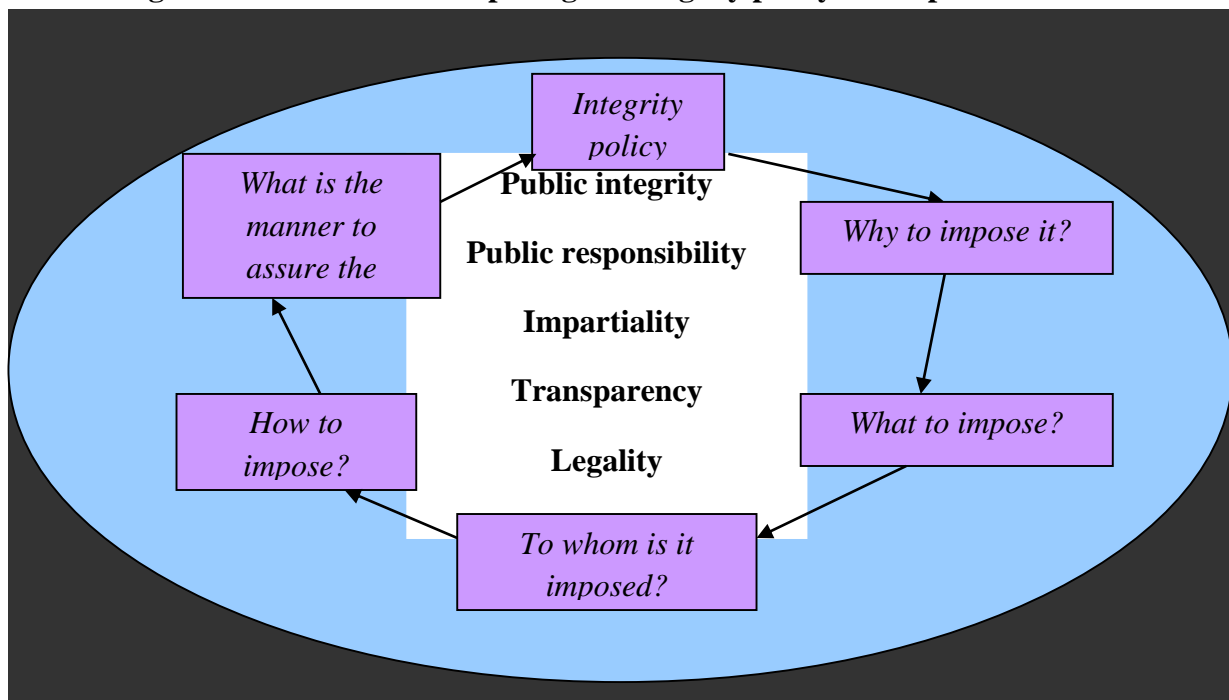 Integrity
policy
What is the
manner to
assure the
Public integrity
Why to impose it?
Public responsibility
Impartiality
Transparency
How to
impose?
What to impose?
Legality
To whom is it
imposed?